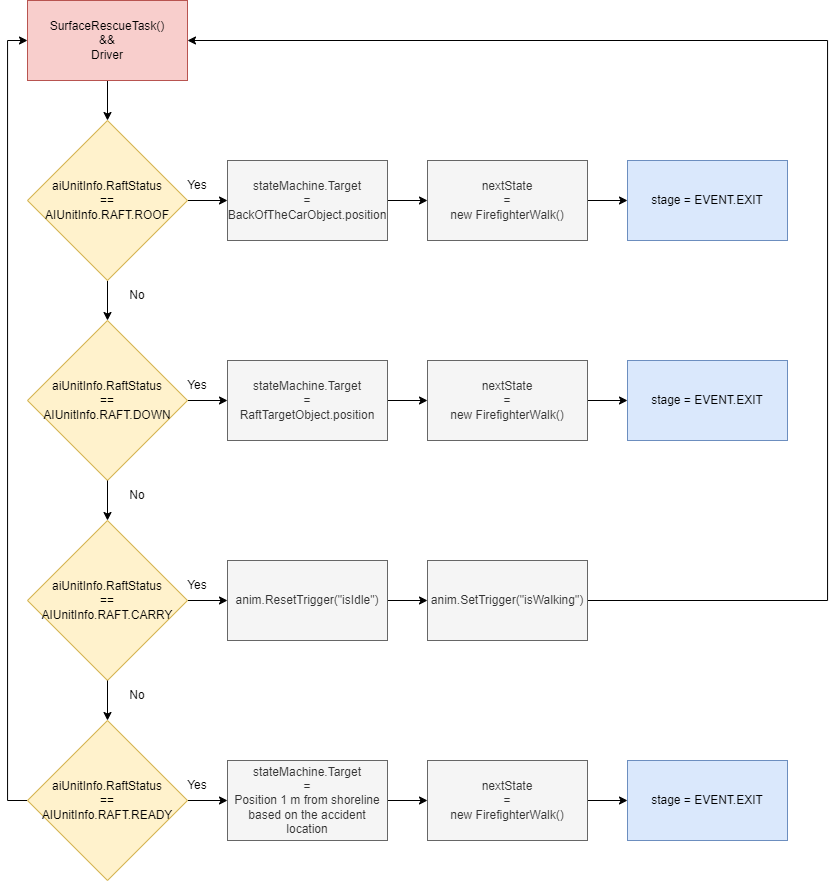 SurfaceRescueTask()
&&
Driver
aiUnitInfo.RaftStatus
==
AIUnitInfo.RAFT.ROOF
Yes
stateMachine.Target
=
BackOfTheCarObject.position
nextState
=
new FirefighterWalk()
stage = EVENT.EXIT
No
aiUnitInfo.RaftStatus
==
AIUnitInfo.RAFT.DOWN
Yes
stateMachine.Target
=
RaftTargetObject.position
nextState
=
new FirefighterWalk()
stage = EVENT.EXIT
No
aiUnitInfo.RaftStatus
==
AIUnitInfo.RAFT.CARRY
Yes
anim.ResetTrigger("isIdle")
anim.SetTrigger("isWalking")
No
aiUnitInfo.RaftStatus
==
AIUnitInfo.RAFT.READY
Yes
stateMachine.Target
=
Position 1 m from shoreline
based on the accident
location
nextState
=
new FirefighterWalk()
stage = EVENT.EXIT